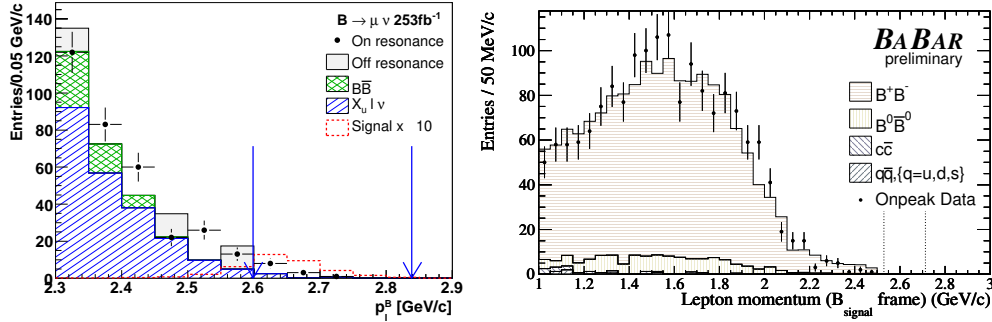 Entries/0.05 GeV/c
140
120
100
80
60
40
20
0
B → μ ν 253fb-1
On resonance
Off resonance
BB̅
Xu l ν
Signal x 10
2.3 2.4 2.5 2.6 2.7 2.8 2.9
plB [GeV/c]
Entries / 50 MeV/c
100
80
60
40
20
0
BABAR
preliminary
B+B-
B0B̅0
cc̅
qq̅,{q=u,d,s}
Onpeak Data
1 1.2 1.4 1.6 1.8 2 2.2 2.4 2.6 2.8 3
Lepton momentum (Bsignal frame) (GeV/c)